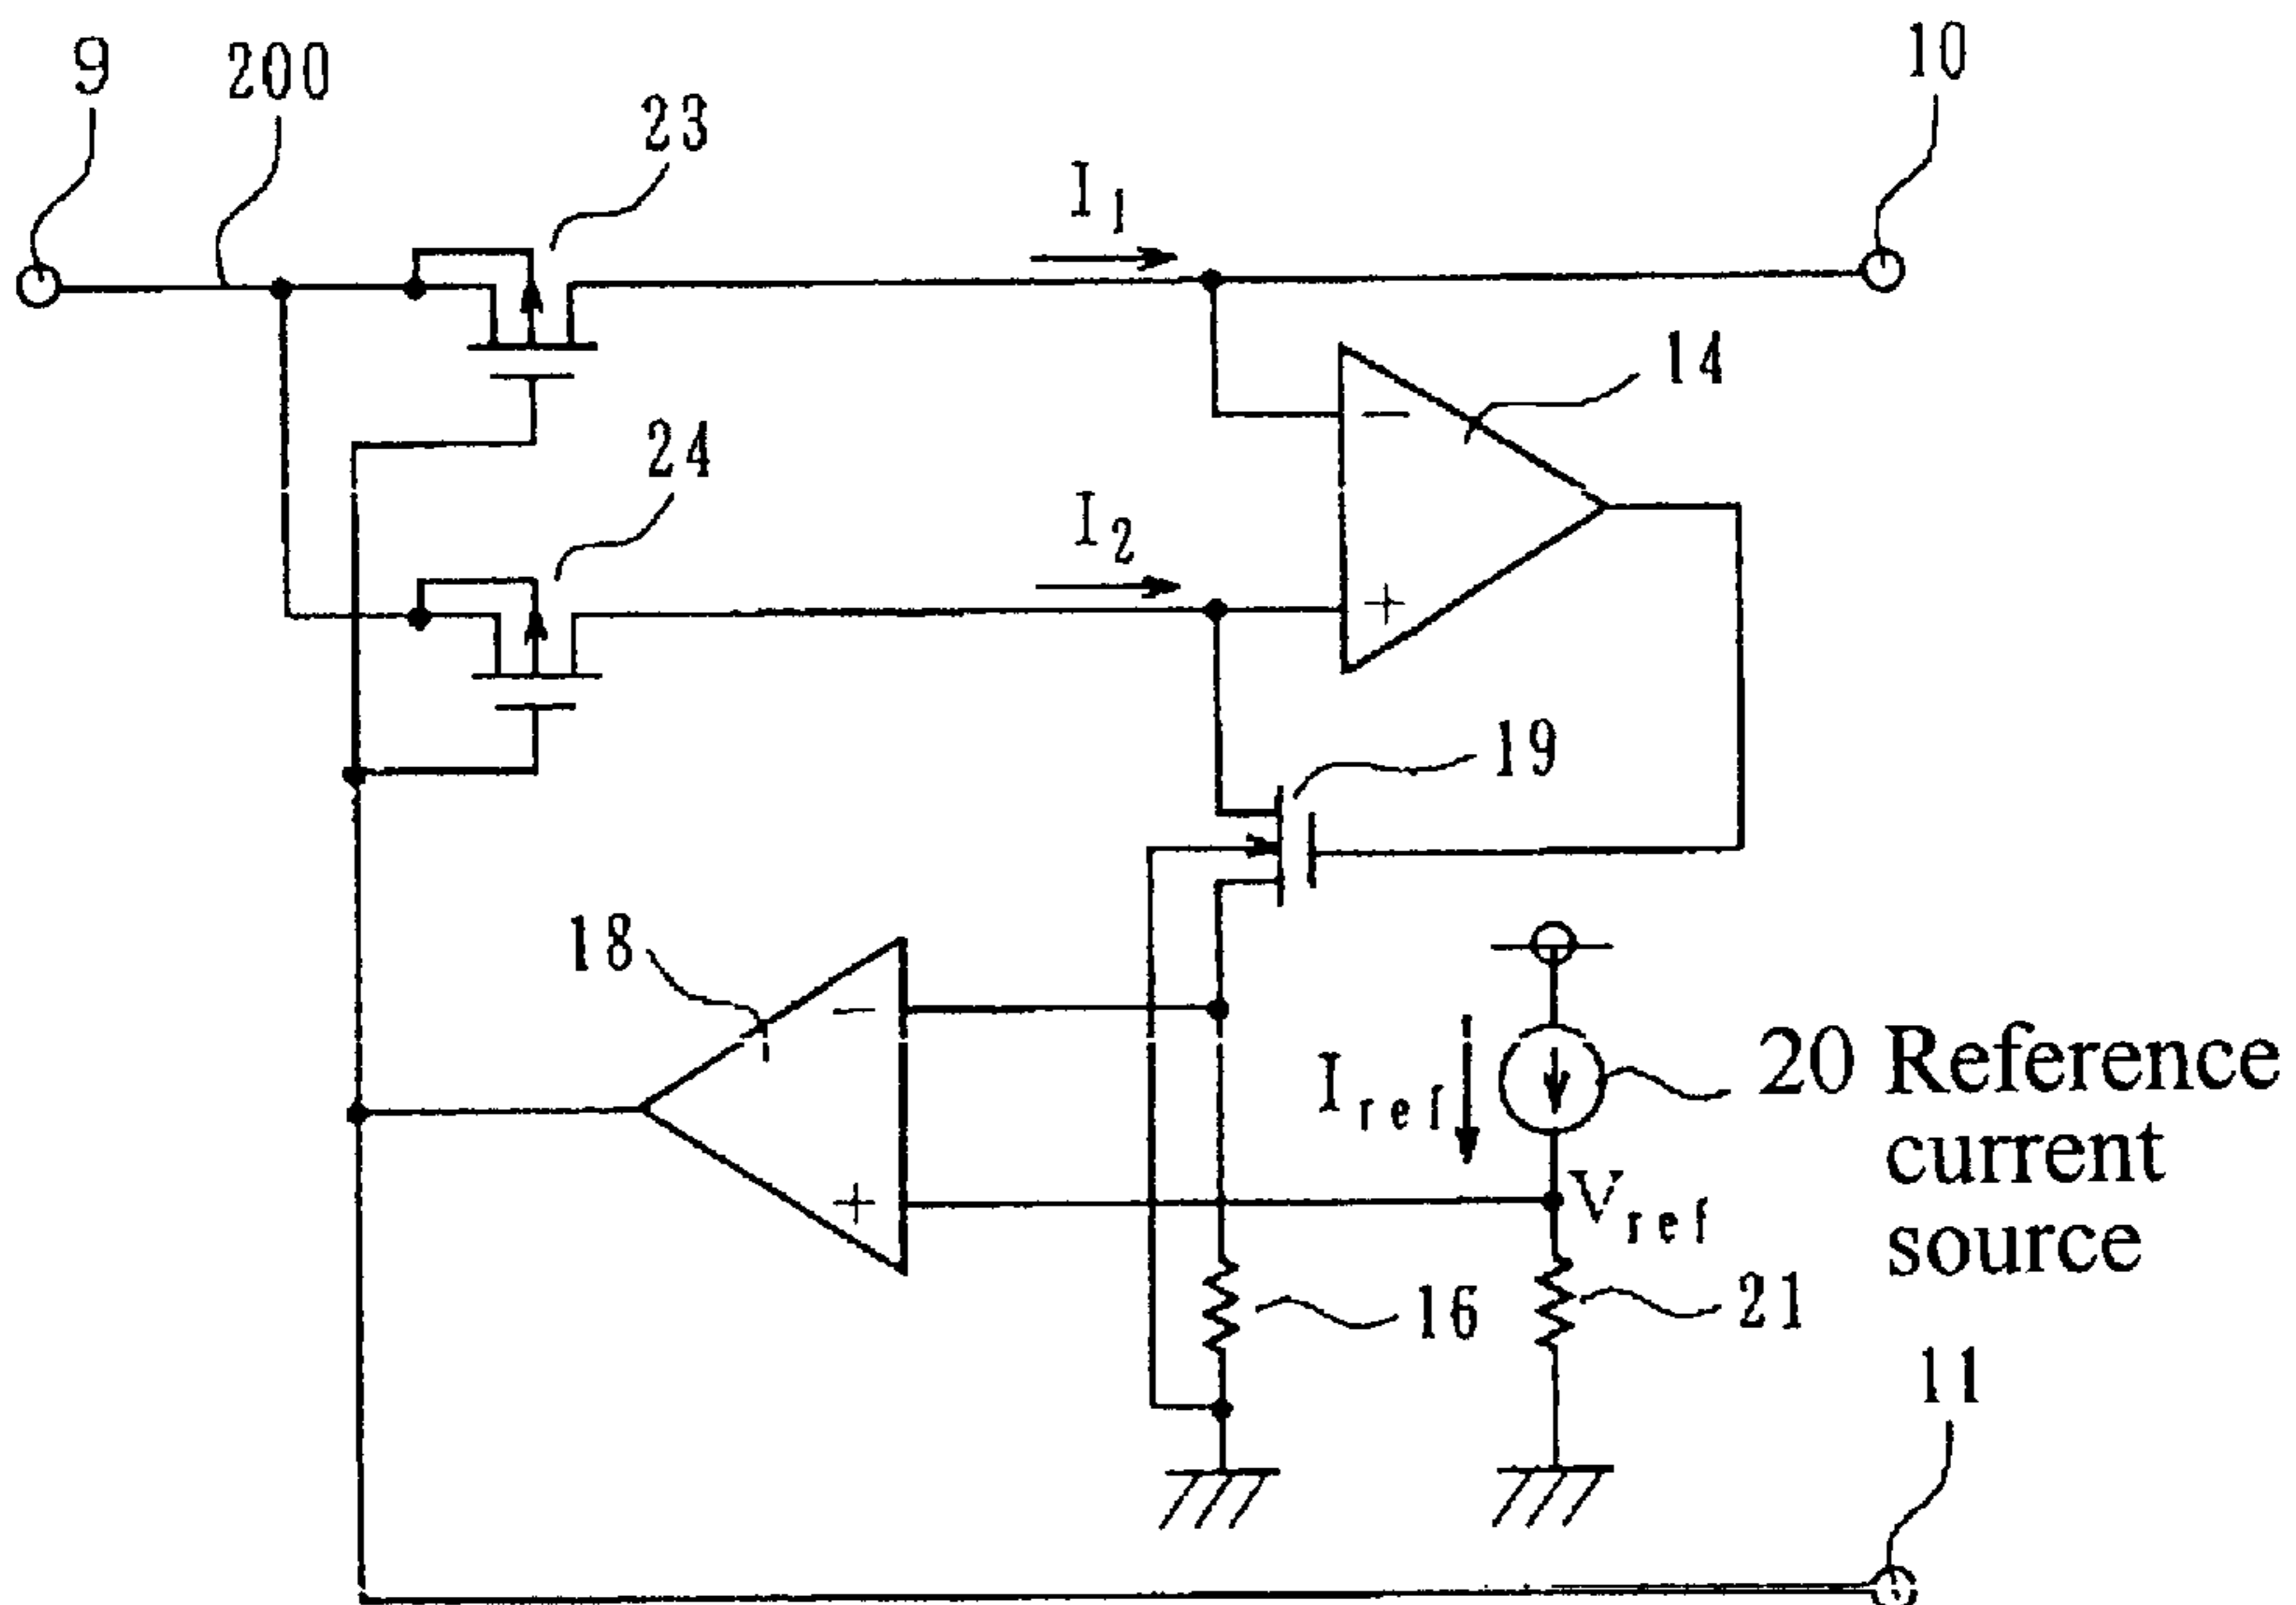 9
200
23
10
I1
14
24
I2
19
18
−
+
−
+
Iref
20 Reference
current
source
Vref
16
21
11